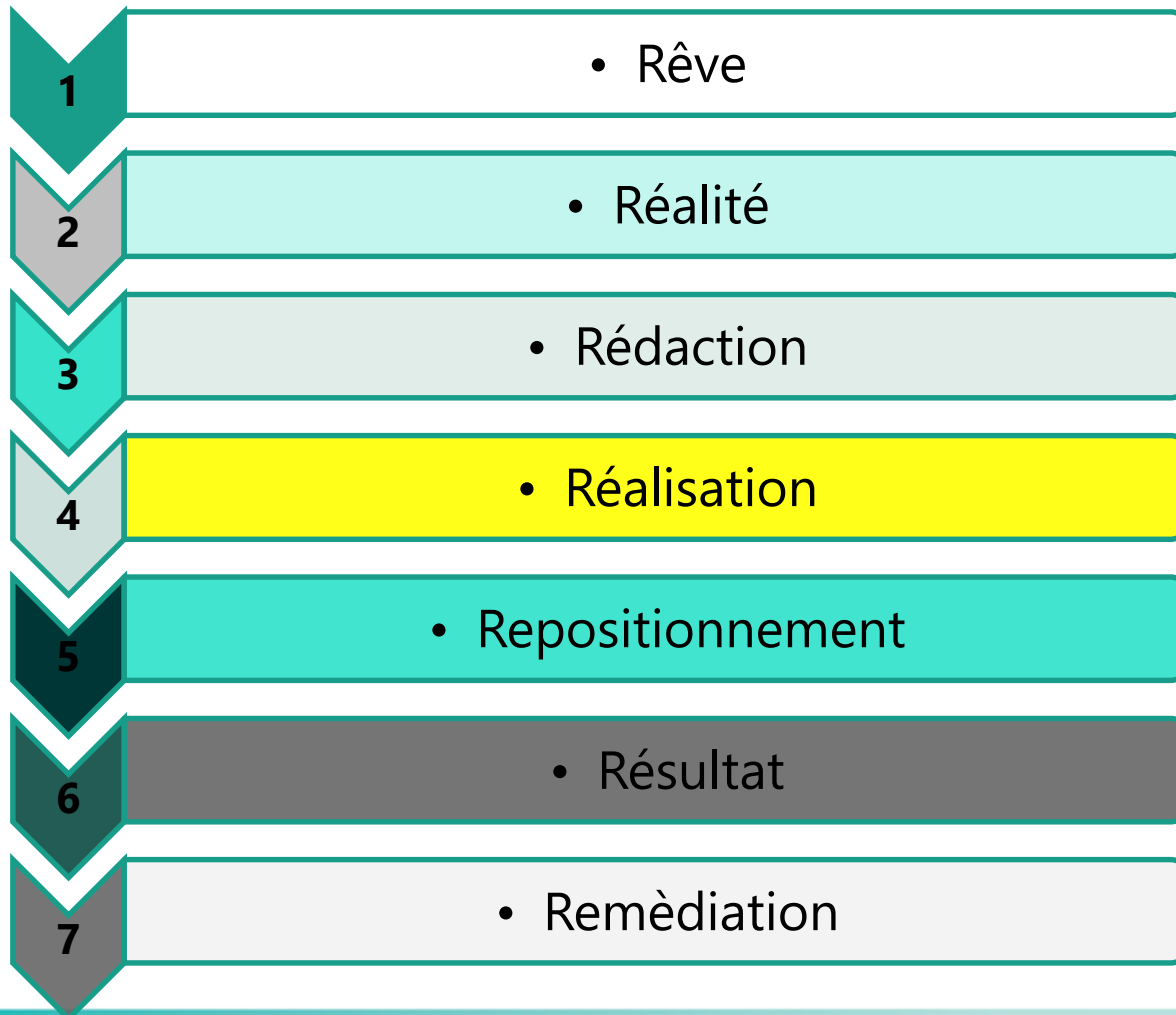 1
• Rêve
2
• Réalité
3
• Rédaction
4
• Réalisation
5
• Repositionnement
6
• Résultat
7
• Remèdiation